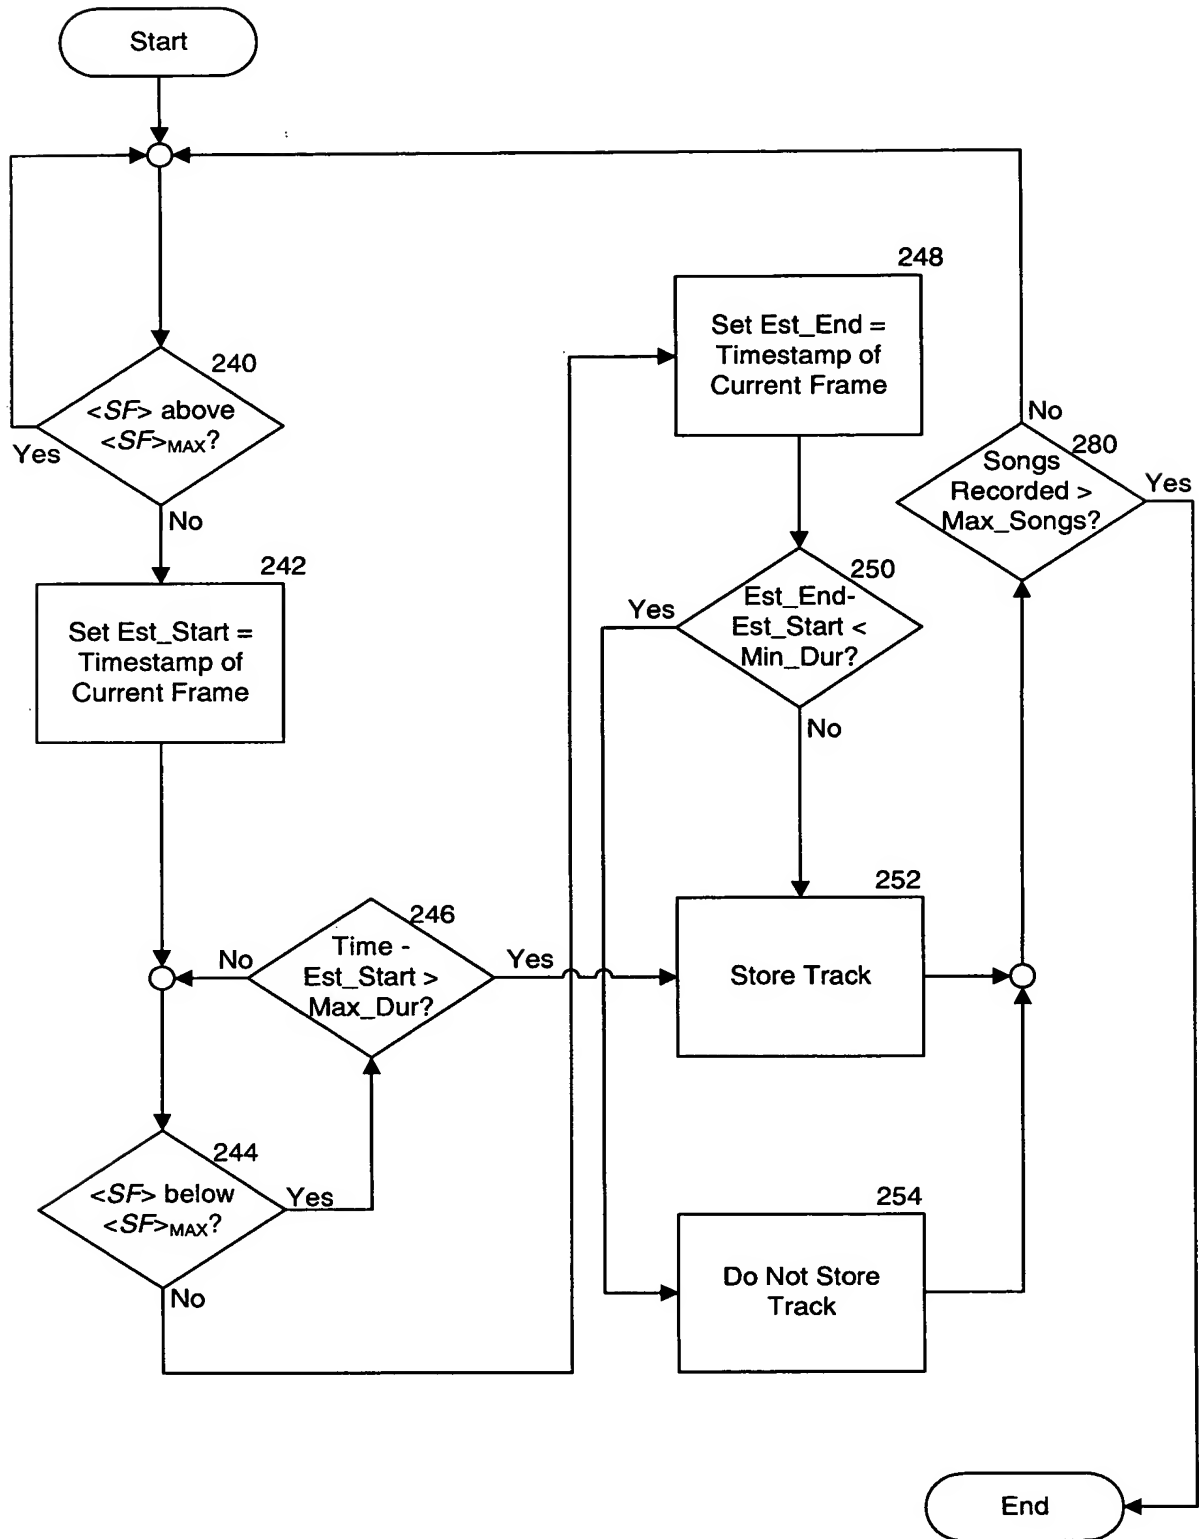 Start
240
<SF> above
<SF>MAX?
Yes
No
242
Set Est_Start =
Timestamp of
Current Frame
246
Time -
Est_Start >
Max_Dur?
No
Yes
244
<SF> below
<SF>MAX?
Yes
No
248
Set Est_End =
Timestamp of
Current Frame
250
Est_End-
Est_Start <
Min_Dur?
Yes
No
252
Store Track
254
Do Not Store
Track
No
280
Songs
Recorded >
Max_Songs?
Yes
End